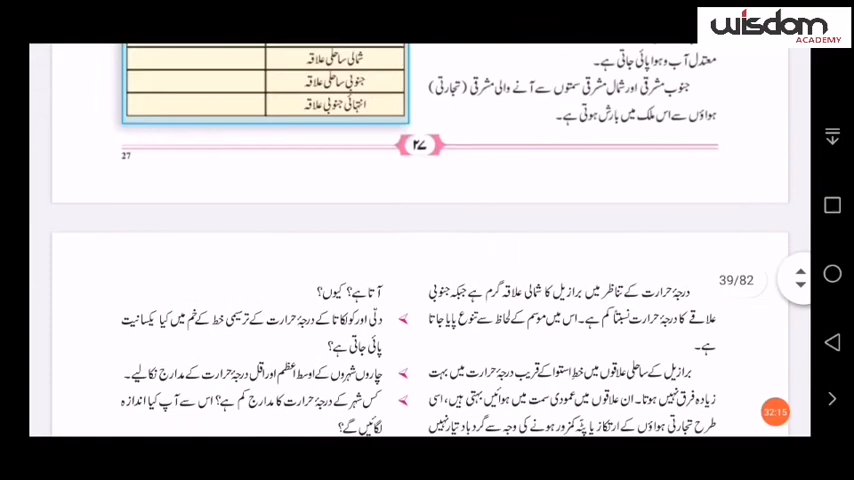 wisdom
ACADEMY
معتدل آب و ہوا پائی جاتی ہے۔
جنوب مشرقی اور شمال مشرقی سمتوں سے آنے والی مشرقی (تجارتی)
ہواؤں سے اس ملک میں بارش ہوتی ہے۔
شمالی ساحلی علاقہ
جنوبی ساحلی علاقہ
انتہائی جنوبی علاقہ
۲۷
27
39/82
درجۂ حرارت کے تناظر میں برازیل کا شمالی علاقہ گرم ہے جبکہ جنوبی
علاقے کا درجۂ حرارت نسبتاً کم ہے۔ اس میں موسم کے لحاظ سے تنوع پایا جاتا
ہے۔
برازیل کے ساحلی علاقوں میں خطِ استوا کے قریب درجۂ حرارت میں بہت
زیادہ فرق نہیں ہوتا۔ ان علاقوں میں عمودی سمت میں ہوائیں بہتی ہیں، اسی
طرح تجارتی ہواؤں کے ارتکاز یا پٹّہ کمزور ہونے کی وجہ سے گردباد تیار نہیں
آتا ہے؟ کیوں؟
دلّی اور کولکاتا کے درجۂ حرارت کے ترسیمی خط کے خم میں کیا یکسانیت
پائی جاتی ہے؟
چاروں شہروں کے اوسط اعظم اور اقل درجۂ حرارت کے مدارج نکالیے۔
کس شہر کے درجۂ حرارت کا مدارج کم ہے؟ اس سے آپ کیا اندازہ
لگائیں گے؟
32:15